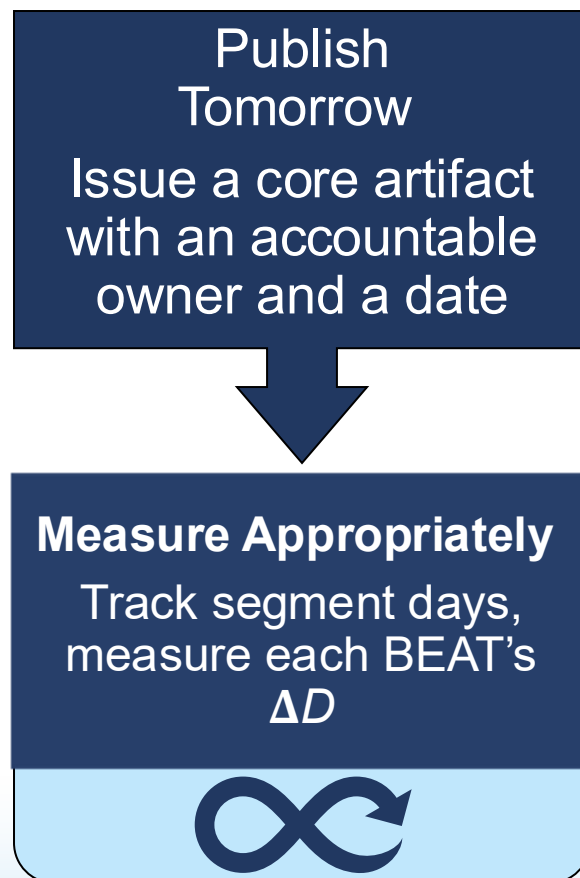 Publish
Tomorrow
Issue a core artifact
with an accountable
owner and a date
Measure Appropriately
Track segment days,
measure each BEAT’s
ΔD